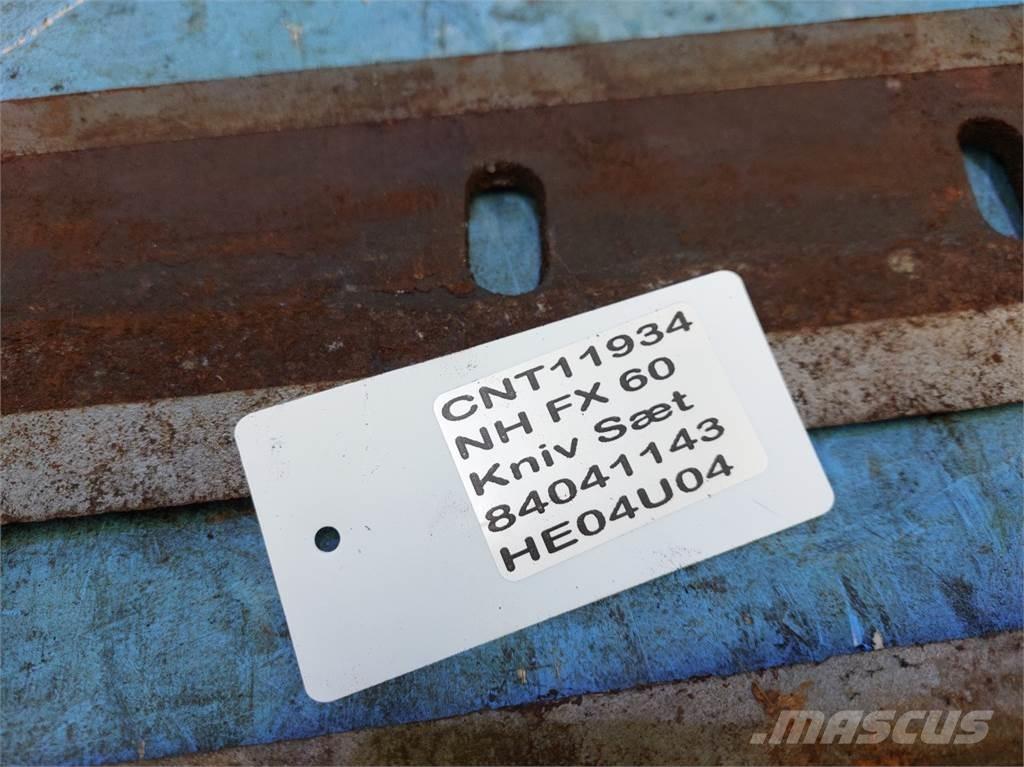 CNT11934
NH FX 60
Kniv Sæt
84041143
HE04U04
MASCUS